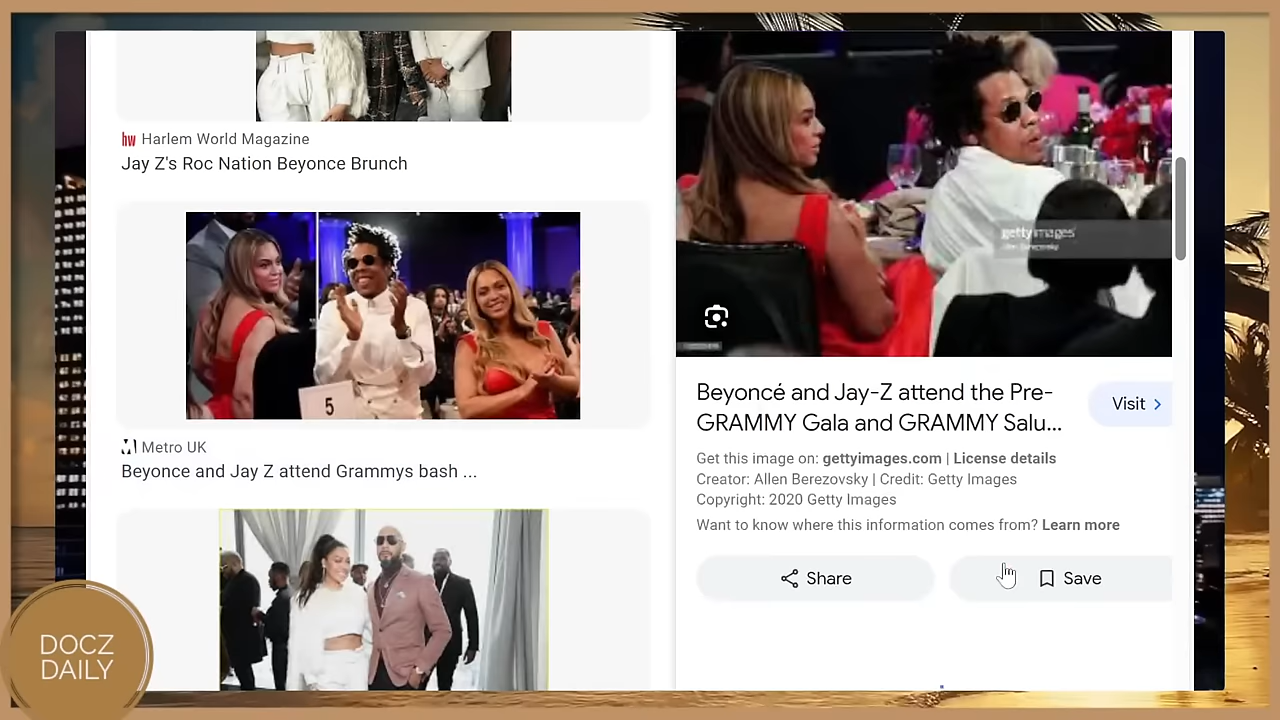 Harlem World Magazine
Jay Z's Roc Nation Beyonce Brunch
5
Metro UK
Beyonce and Jay Z attend Grammys bash ...
gettyimages
Allen Berezovsky
Beyoncé and Jay-Z attend the Pre-
GRAMMY Gala and GRAMMY Salu...
Visit
Get this image on: gettyimages.com | License details
Creator: Allen Berezovsky | Credit: Getty Images
Copyright: 2020 Getty Images
Want to know where this information comes from? Learn more
Share
Save
DOCZ
DAILY